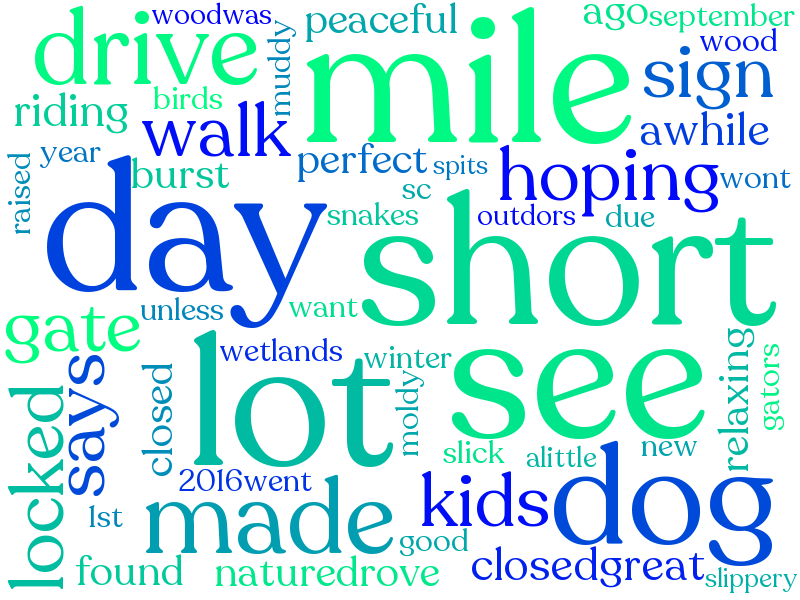 woodwas
peaceful
ago
september
drive
mile
wood
muddy
sign
birds
riding
walk
awhile
year
burst
perfect
spits
hoping
wont
raised
day
sc
snakes
outdors
due
short
unless
want
gate
wetlands
winter
lot
see
relaxing
gators
says
closed
moldy
locked
slick
alittle
new
2016went
kids
dog
lst
made
good
found
naturedrove
closedgreat
slippery